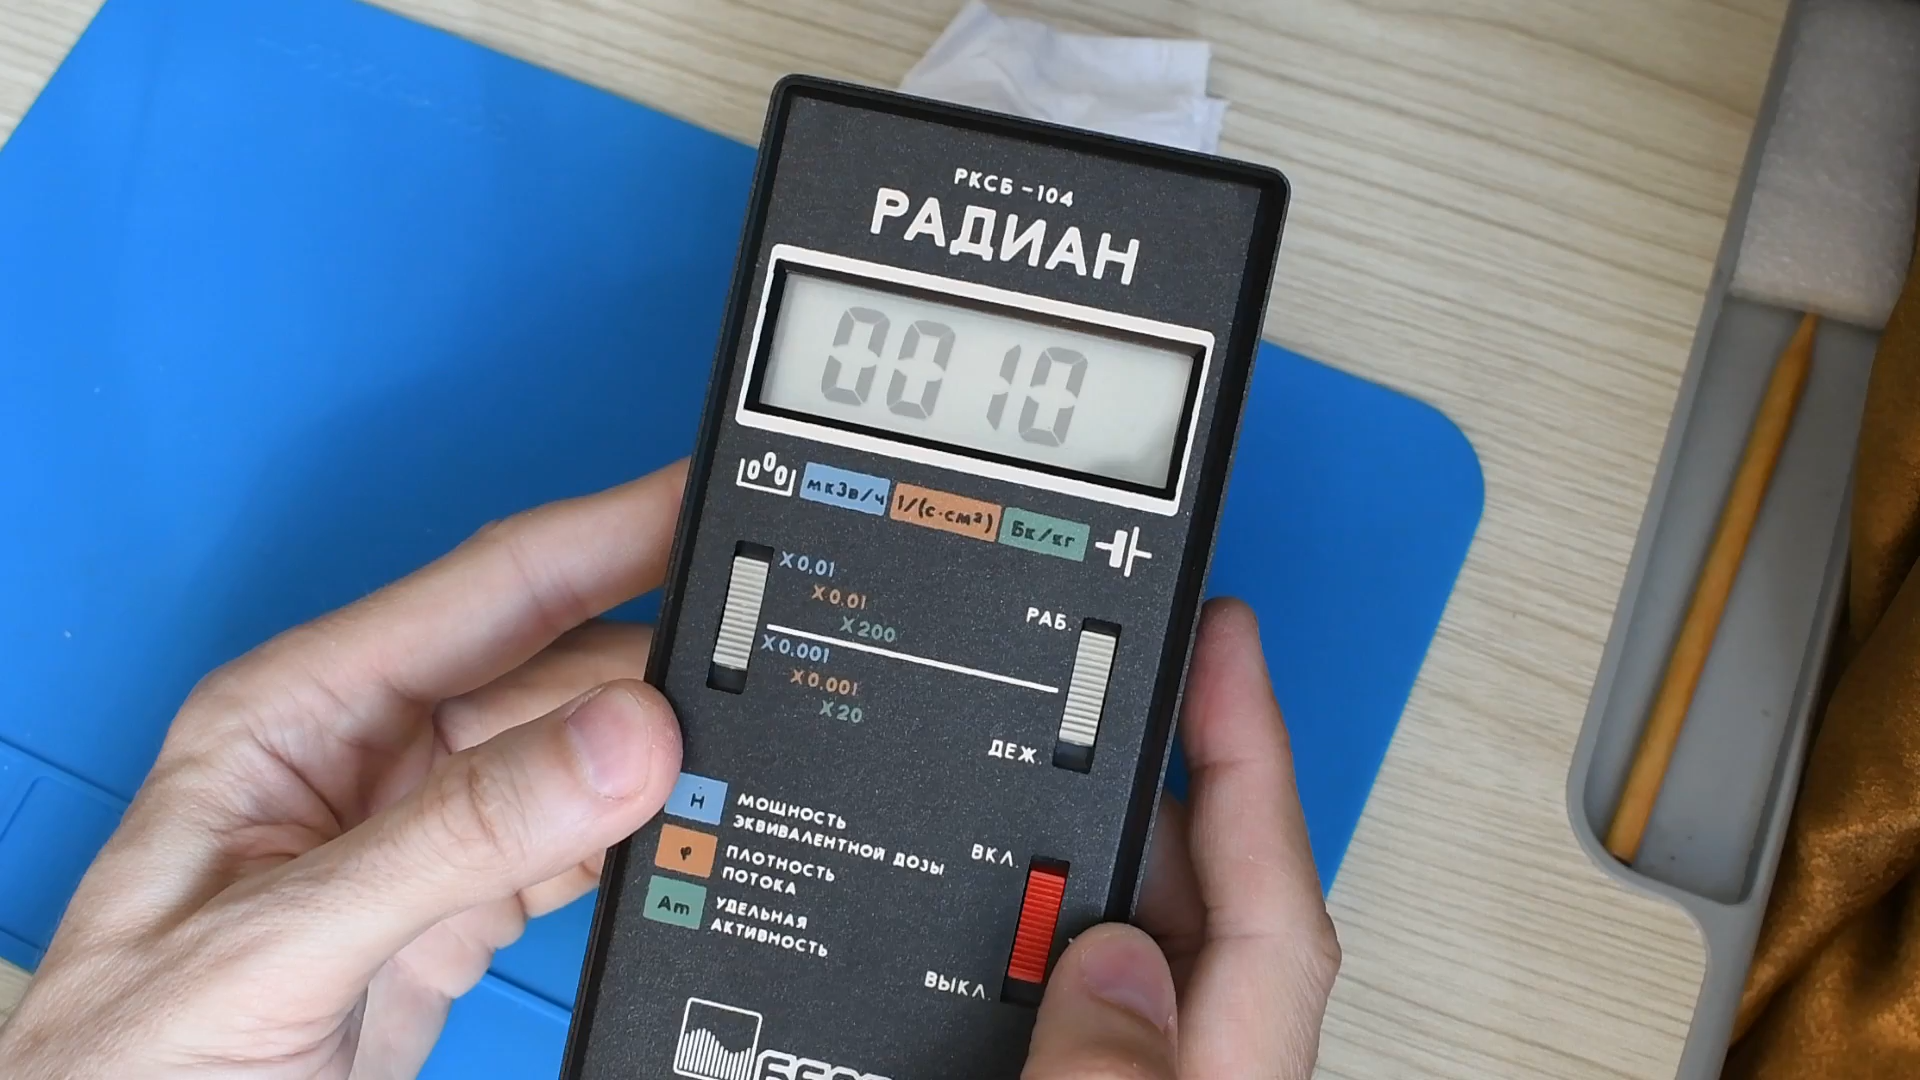 РКСБ-104
РАДИАН
0010
мкЗв/ч 1/(с·см²) Бк/кг
X0,01
X0.01
X200
X0.001
X0.001
X20
РАБ.
ДЕЖ.
Ḣ МОЩНОСТЬ
ЭКВИВАЛЕНТНОЙ ДОЗЫ
φ ПЛОТНОСТЬ
ПОТОКА
Am УДЕЛЬНАЯ
АКТИВНОСТЬ
ВКЛ.
ВЫКЛ.